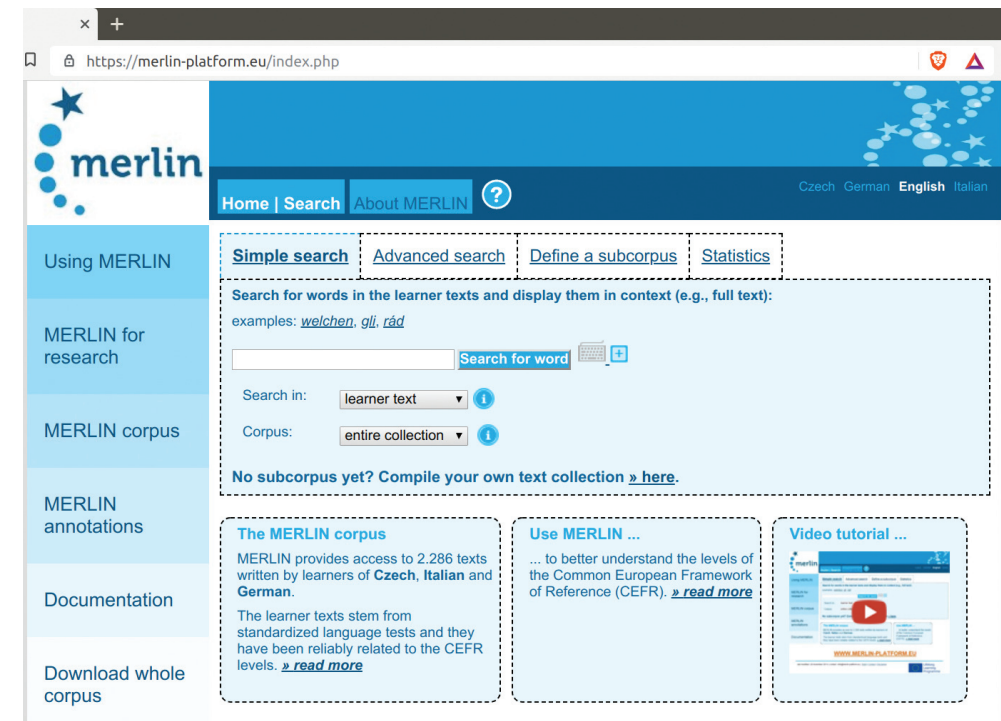 × +
https://merlin-platform.eu/index.php
merlin
Home | Search About MERLIN ?
Czech German English Italian
Using MERLIN
MERLIN for
research
MERLIN corpus
MERLIN
annotations
Documentation
Download whole
corpus
Simple search Advanced search Define a subcorpus Statistics
Search for words in the learner texts and display them in context (e.g., full text):
examples: welchen, gli, rád
Search for word
Search in: learner text
Corpus: entire collection
No subcorpus yet? Compile your own text collection » here.
The MERLIN corpus
MERLIN provides access to 2.286 texts
written by learners of Czech, Italian and
German.
The learner texts stem from
standardized language tests and they
have been reliably related to the CEFR
levels. » read more
Use MERLIN ...
... to better understand the levels of
the Common European Framework
of Reference (CEFR). » read more
Video tutorial ...
merlin
WWW.MERLIN-PLATFORM.EU